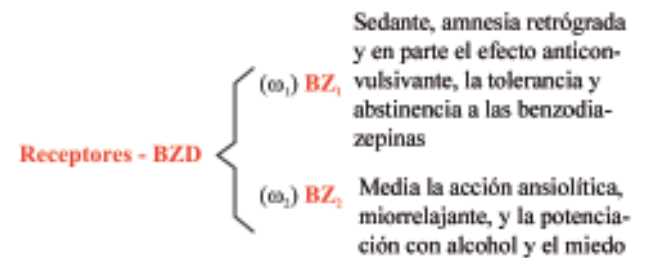 Sedante, amnesia retrógrada
y en parte el efecto anticon-
(ω₁) BZ₁ vulsivante, la tolerancia y
abstinencia a las benzodia-
zepinas
Receptores - BZD
(ω₂) BZ₂ Media la acción ansiolítica,
miorrelajante, y la potencia-
ción con alcohol y el miedo